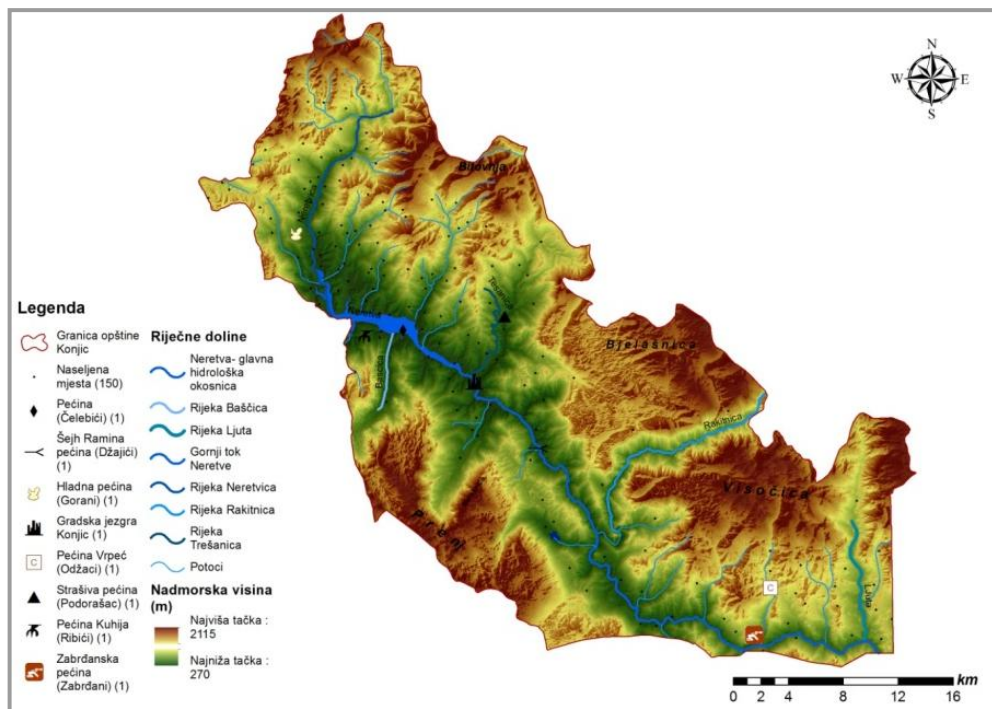 N
W
E
S
Bitovnja
Neretvica
Neretva
Baščica
Trešanica
Bjelašnica
Rakitnica
Visočica
Prenj
Ljuta
C
Legenda
Granica opštine
Konjic
Naseljena
mjesta (150)
Pećina
(Čelebići) (1)
Šejh Ramina
pećina (Džajići)
(1)
Hladna pećina
(Gorani) (1)
Gradska jezgra
Konjic (1)
Pećina Vrpeć
(Odžaci) (1)
C
Strašiva pećina
(Podorašac) (1)
Pećina Kuhija
(Ribići) (1)
Zabrđanska
pećina
(Zabrđani) (1)
Riječne doline
Neretva- glavna
hidrološka
okosnica
Rijeka Baščica
Rijeka Ljuta
Gornji tok
Neretve
Rijeka Neretvica
Rijeka Rakitnica
Rijeka
Trešanica
Potoci
Nadmorska visina
(m)
Najviša tačka :
2115
Najniža tačka :
270
km
0 2 4 8 12 16